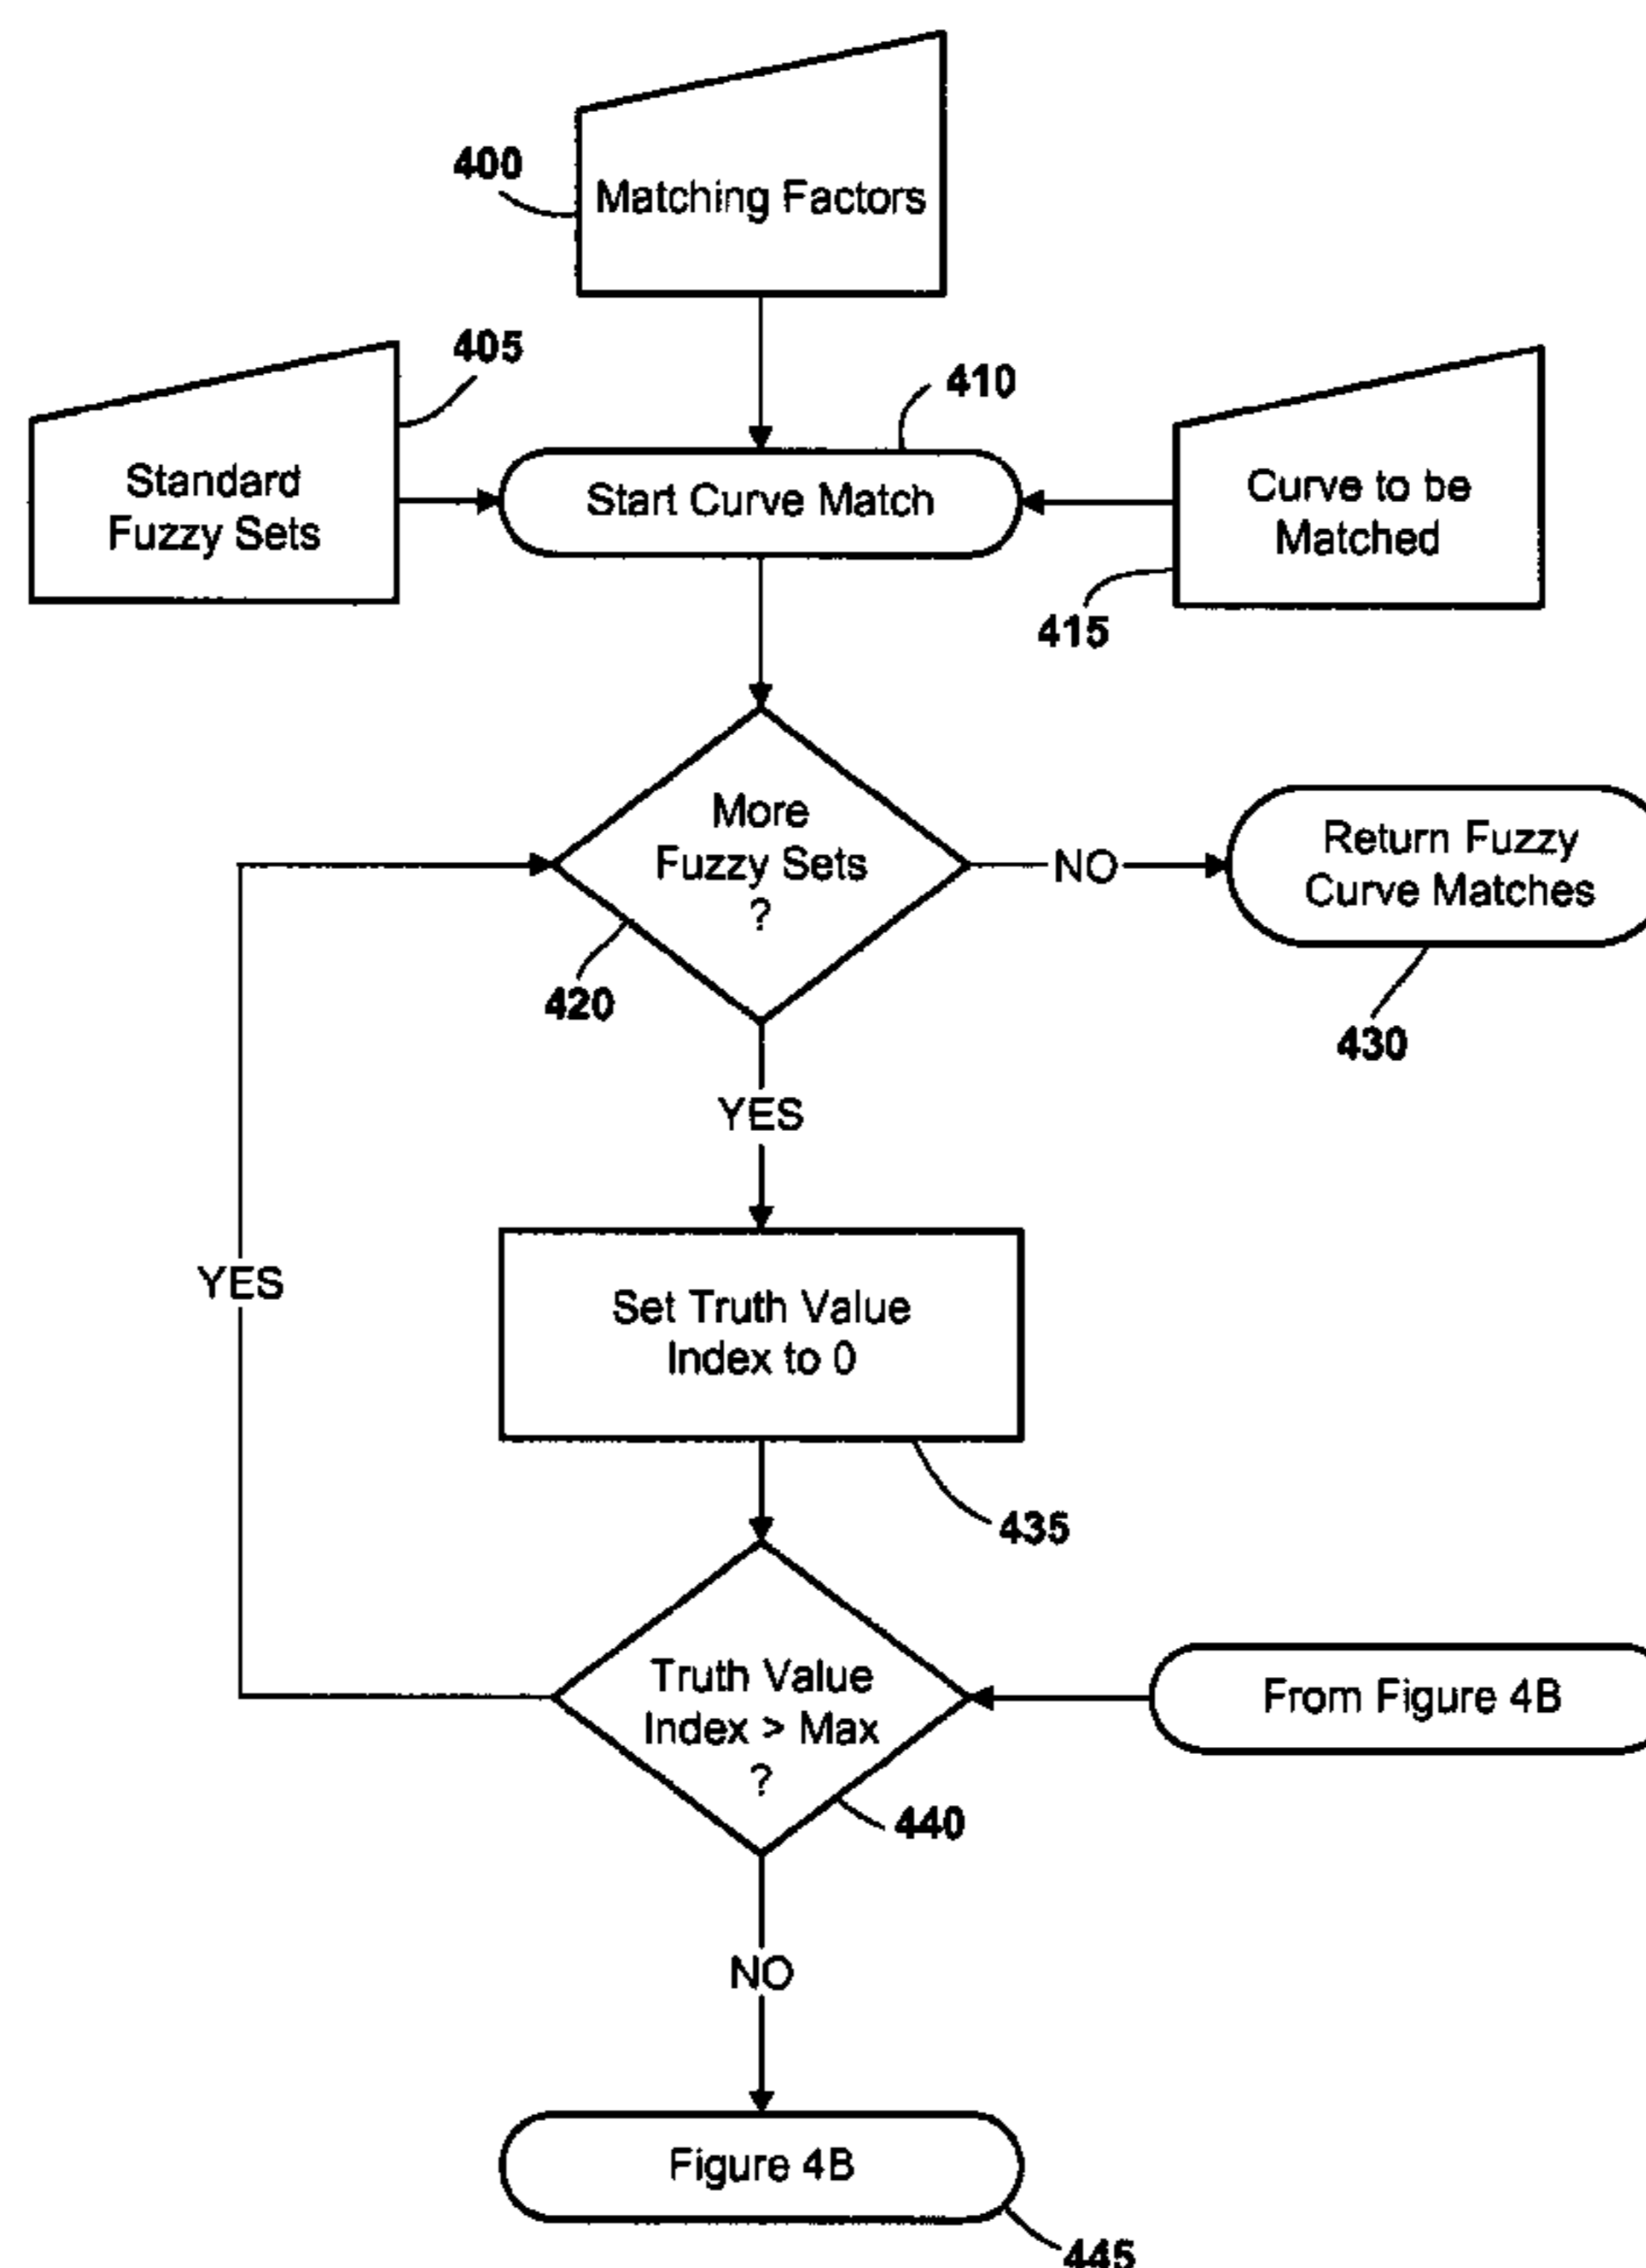 400
Matching Factors
405
410
Standard
Fuzzy Sets
Start Curve Match
Curve to be
Matched
415
More
Fuzzy Sets
?
NO
Return Fuzzy
Curve Matches
420
430
YES
YES
Set Truth Value
Index to 0
435
Truth Value
Index > Max
?
From Figure 4B
440
NO
Figure 4B
445